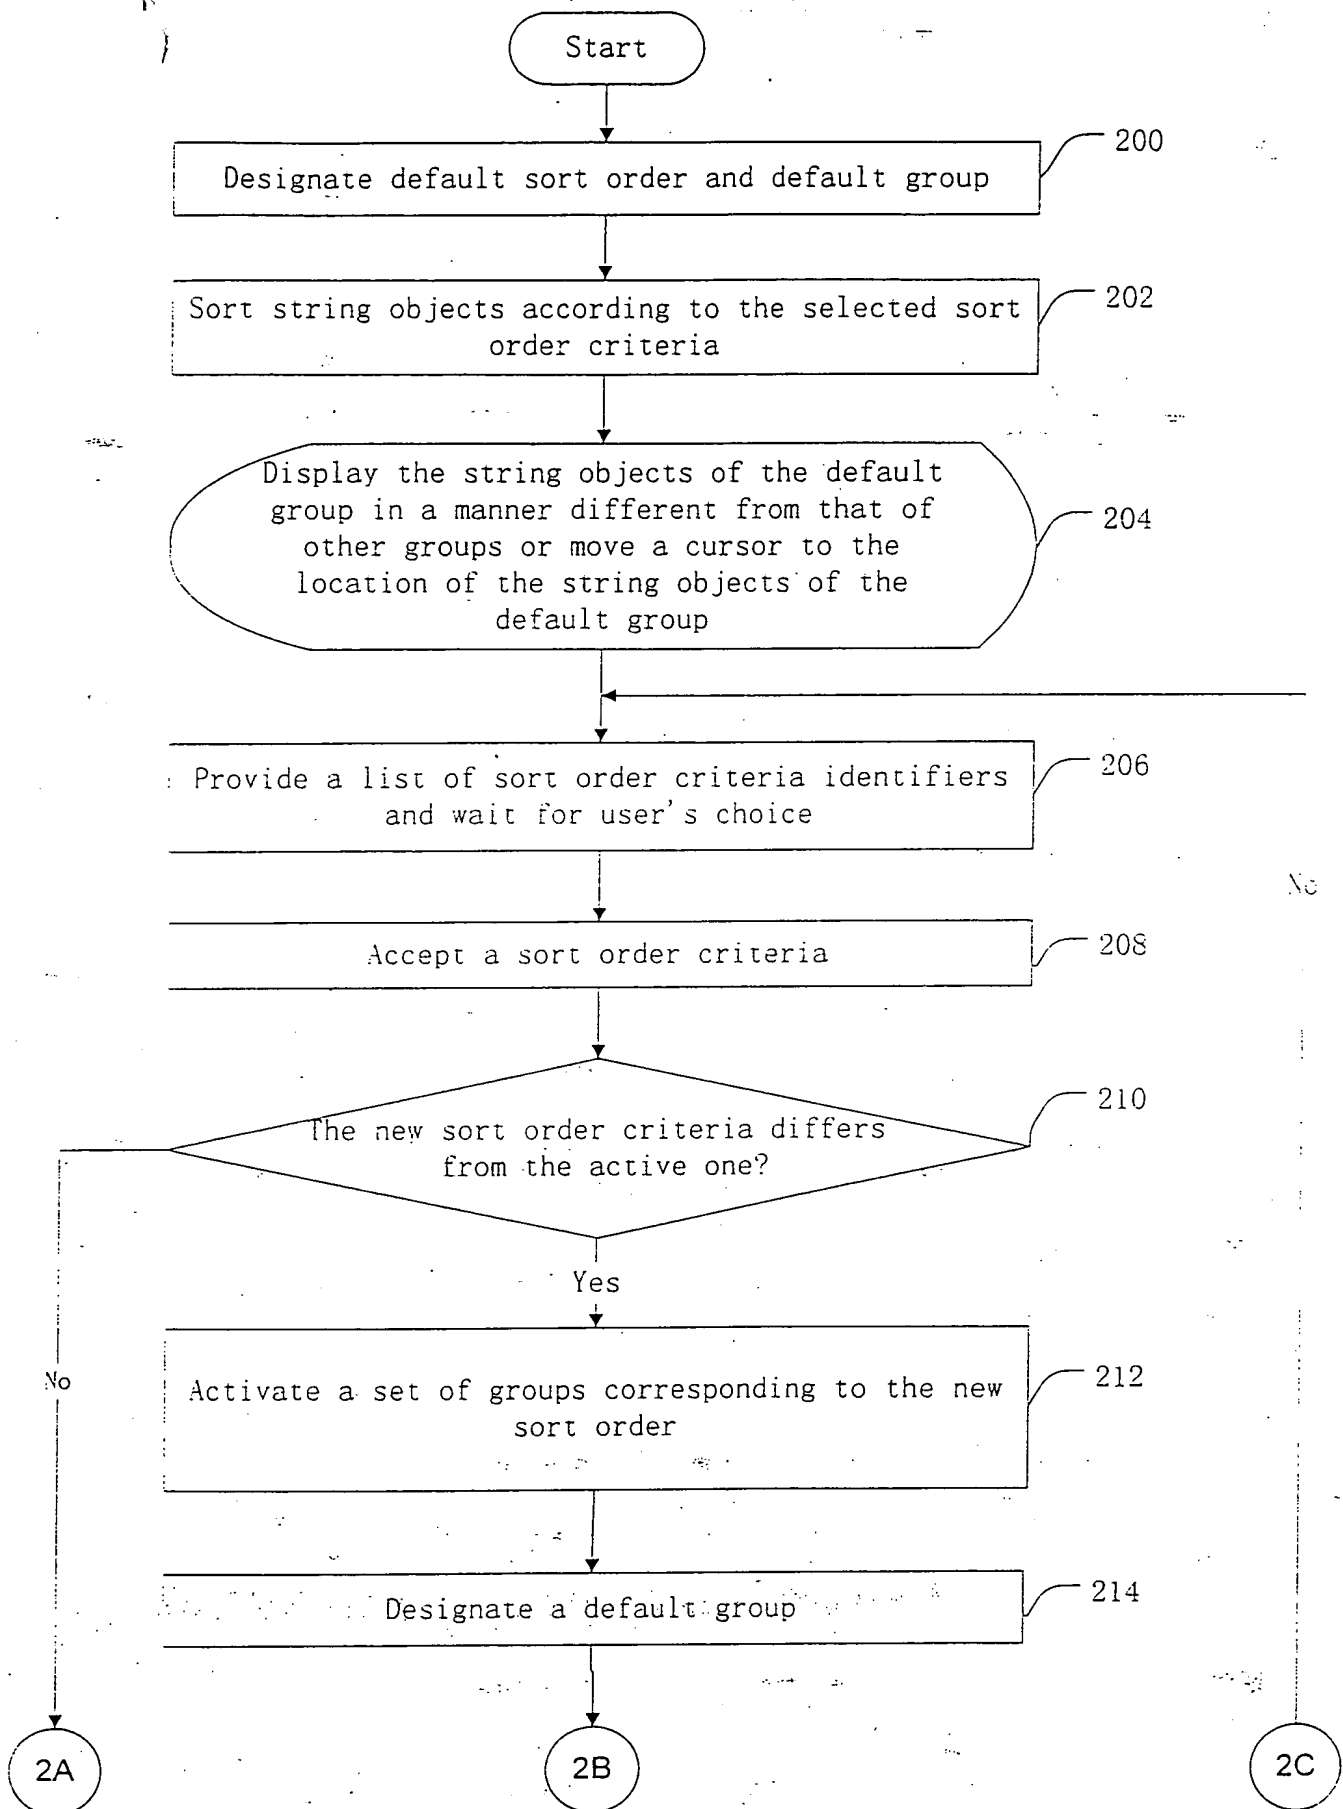 Start
200
Designate default sort order and default group
202
Sort string objects according to the selected sort
order criteria
Display the string objects of the default
group in a manner different from that of
other groups or move a cursor to the
location of the string objects of the
default group
204
206
Provide a list of sort order criteria identifiers
and wait for user's choice
No
208
Accept a sort order criteria
210
The new sort order criteria differs
from the active one?
Yes
No
212
Activate a set of groups corresponding to the new
sort order
214
Designate a default group
2A
2B
2C